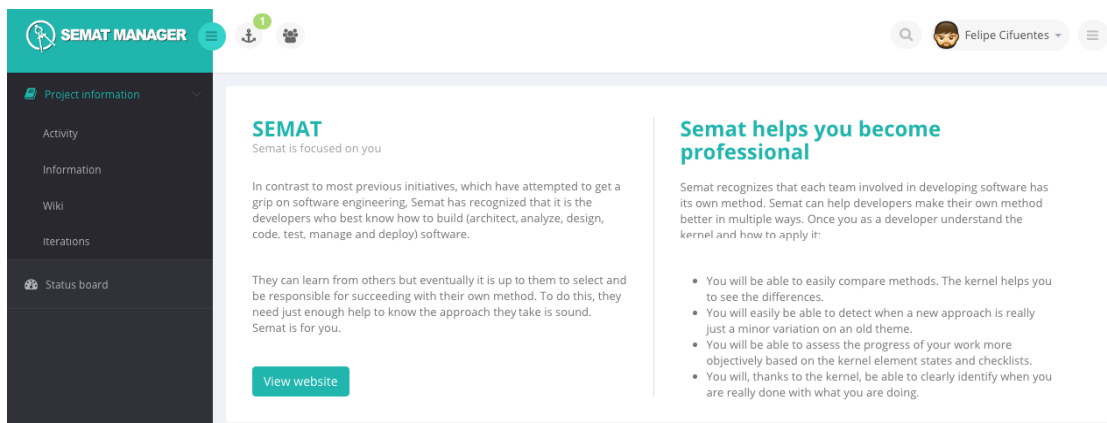 SEMAT MANAGER
1
Felipe Cifuentes
Project information
Activity
Information
Wiki
Iterations
Status board
SEMAT
Semat is focused on you
In contrast to most previous initiatives, which have attempted to get a
grip on software engineering, Semat has recognized that it is the
developers who best know how to build (architect, analyze, design,
code, test, manage and deploy) software.
They can learn from others but eventually it is up to them to select and
be responsible for succeeding with their own method. To do this, they
need just enough help to know the approach they take is sound.
Semat is for you.
View website
Semat helps you become
professional
Semat recognizes that each team involved in developing software has
its own method. Semat can help developers make their own method
better in multiple ways. Once you as a developer understand the
kernel and how to apply it:
• You will be able to easily compare methods. The kernel helps you
to see the differences.
• You will easily be able to detect when a new approach is really
just a minor variation on an old theme.
• You will be able to assess the progress of your work more
objectively based on the kernel element states and checklists.
• You will, thanks to the kernel, be able to clearly identify when you
are really done with what you are doing.